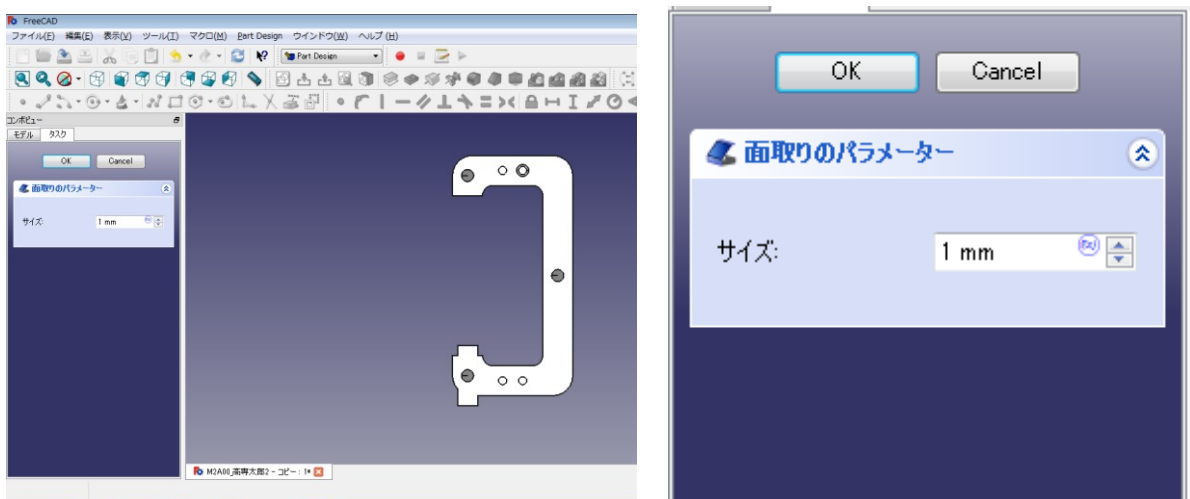 FreeCAD
ファイル(F) 編集(E) 表示(V) ツール(T) マクロ(M) Part Design ウインドウ(W) ヘルプ(H)
Part Design
コンボビュー
モデル タスク
OK Cancel
面取りのパラメーター
サイズ: 1 mm
M2A00_高専太郎2 - コピー : 1*
OK Cancel
面取りのパラメーター
サイズ: 1 mm f(x)